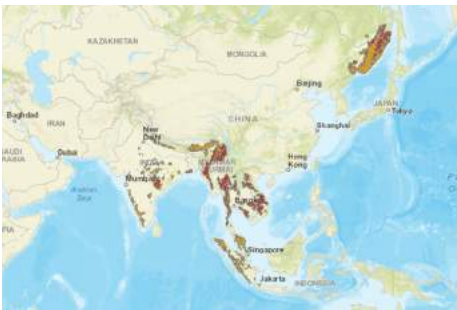 KAZAKHSTAN
MONGOLIA
Beijing
JAPAN
Tokyo
Baghdad
IRAN
CHINA
Shanghai
New
Delhi
SAUDI
Dubai
Hong
Kong
Mumbai
Arabian
Sea
Singapore
Jakarta
INDONESIA